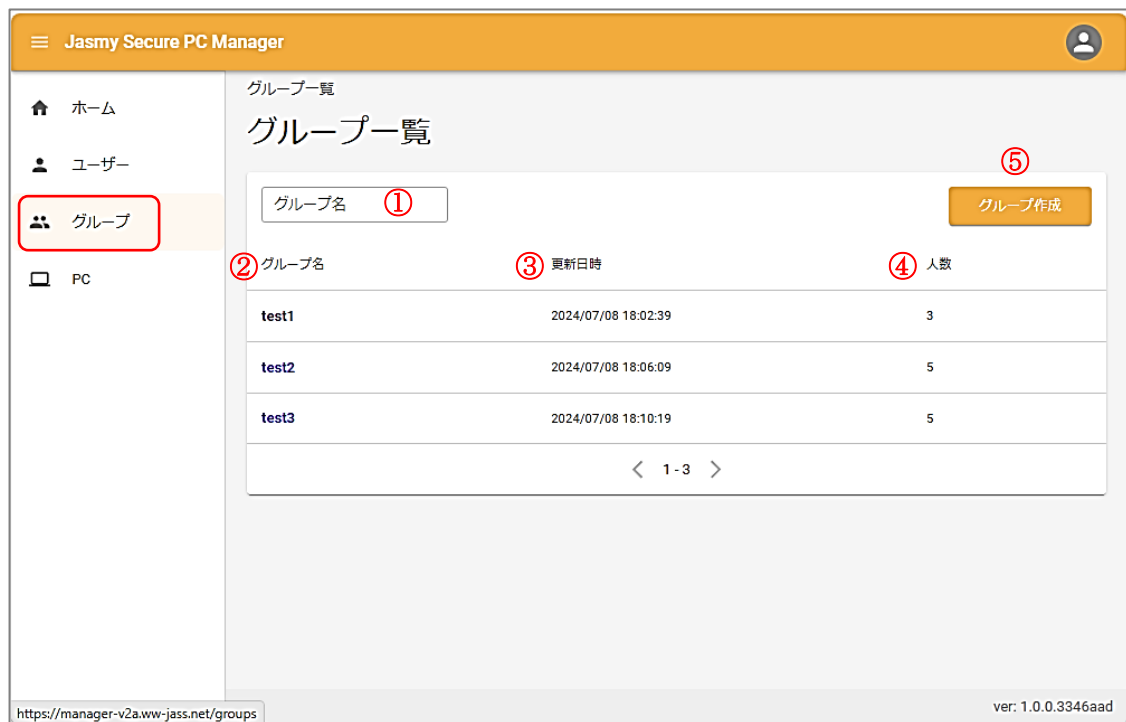 Jasmy Secure PC Manager
ホーム
ユーザー
グループ
PC
グループ一覧
グループ一覧
グループ名 ①
⑤
グループ作成
②グループ名 ③ 更新日時 ④ 人数
test1 2024/07/08 18:02:39 3
test2 2024/07/08 18:06:09 5
test3 2024/07/08 18:10:19 5
1 - 3
https://manager-v2a.ww-jass.net/groups
ver: 1.0.0.3346aad